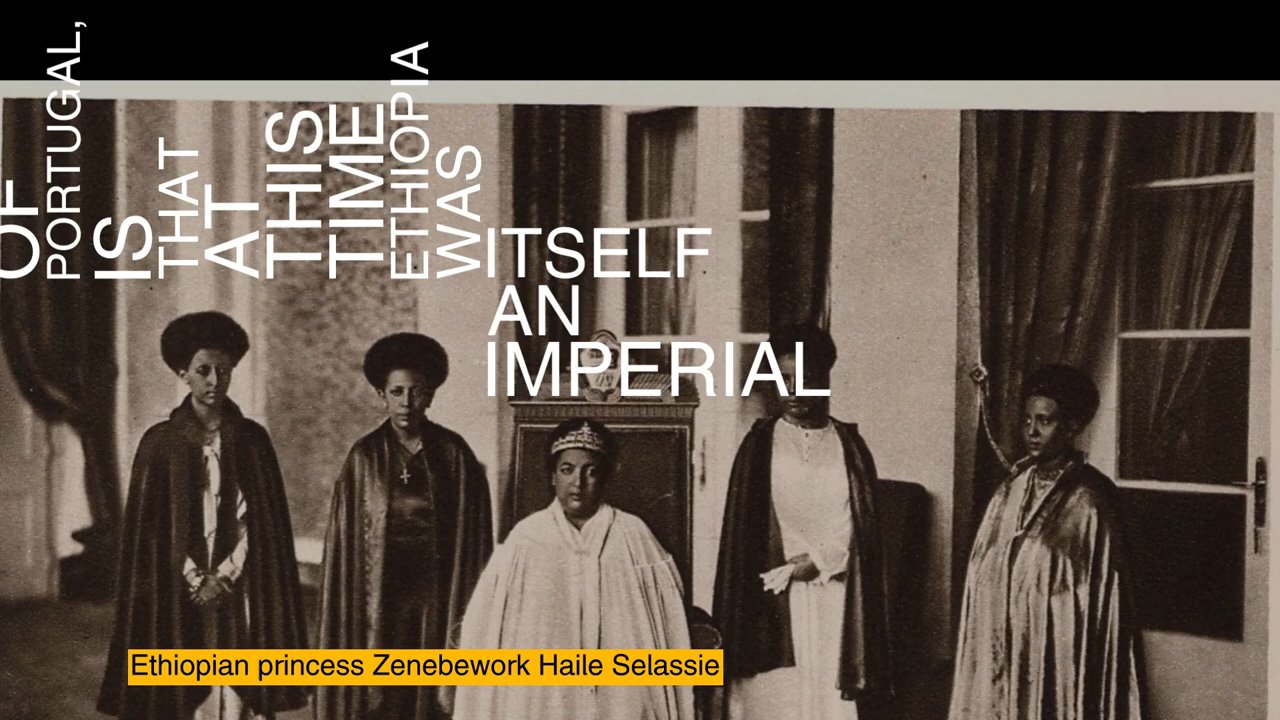 OF
PORTUGAL,
IS
THAT
AT
THIS
TIME
ETHIOPIA
WAS
ITSELF
AN
IMPERIAL
Ethiopian princess Zenebework Haile Selassie